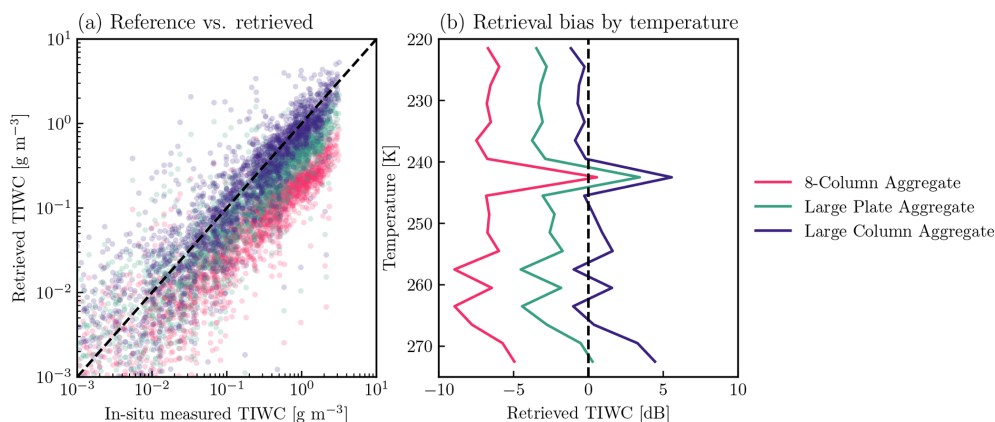 (a) Reference vs. retrieved
10^1
10^0
10^−1
10^−2
10^−3
Retrieved TIWC [g m^−3]
10^−3
10^−2
10^−1
10^0
10^1
In-situ measured TIWC [g m^−3]
(b) Retrieval bias by temperature
220
230
240
250
260
270
Temperature [K]
−10
−5
0
5
10
Retrieved TIWC [dB]
8-Column Aggregate
Large Plate Aggregate
Large Column Aggregate